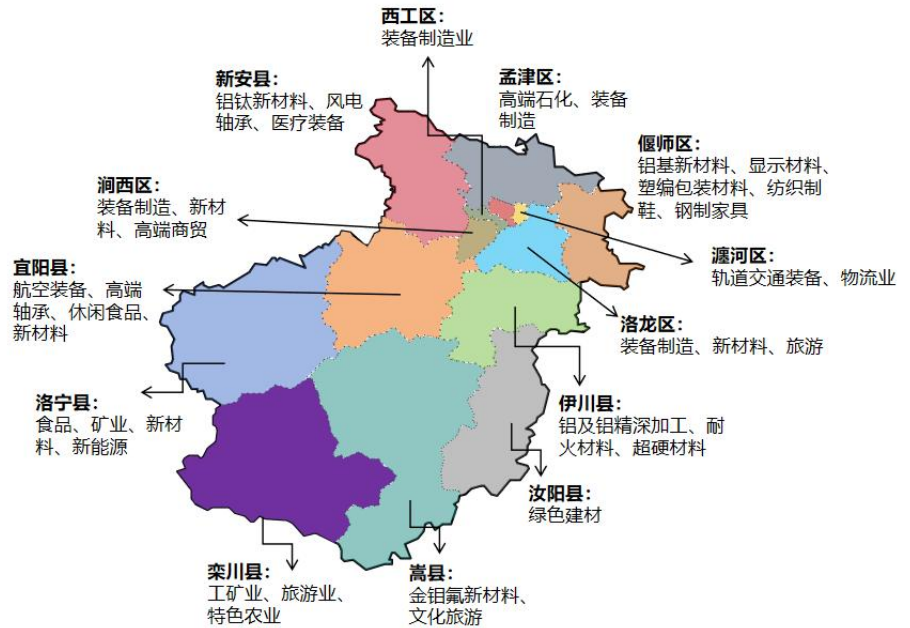 西工区：
装备制造业
新安县：
铝钛新材料、风电
轴承、医疗装备
孟津区：
高端石化、装备
制造
偃师区：
铝基新材料、显示材料、
塑编包装材料、纺织制
鞋、钢制家具
涧西区：
装备制造、新材
料、高端商贸
瀍河区：
轨道交通装备、物流业
宜阳县：
航空装备、高端
轴承、休闲食品、
新材料
洛龙区：
装备制造、新材料、旅游
洛宁县：
食品、矿业、新材
料、新能源
伊川县：
铝及铝精深加工、耐
火材料、超硬材料
汝阳县：
绿色建材
栾川县：
工矿业、旅游业、
特色农业
嵩县：
金钼氟新材料、
文化旅游